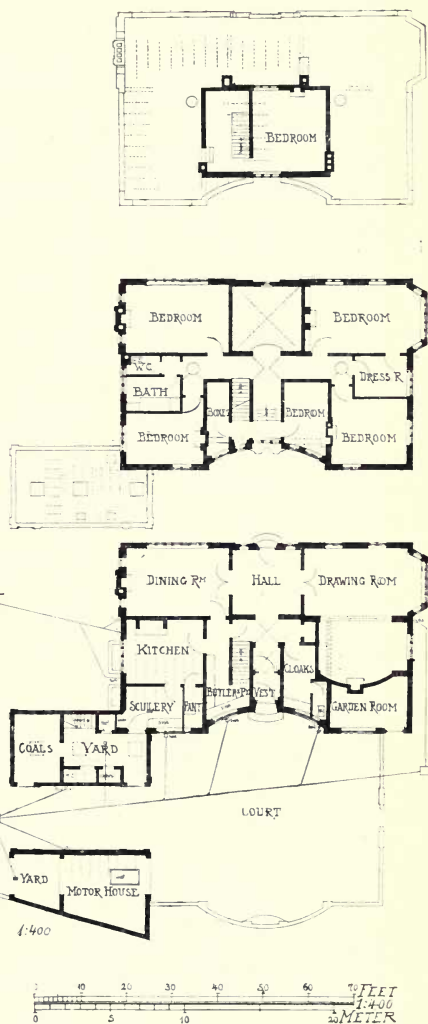 BEDROOM
BEDROOM
BEDROOM
WC
DRESS R
BATH
BEDROM
BEDROOM
BEDROOM
DINING RM
HALL
DRAWING ROOM
KITCHEN
CLOAKS
SCULLERY
PANT
BUTLER'S P
VEST
GARDEN ROOM
COALS
YARD
COURT
YARD
MOTOR HOUSE
1:400
10 20 30 40 50 60 70 FEET
1:400
5 10 20 METER